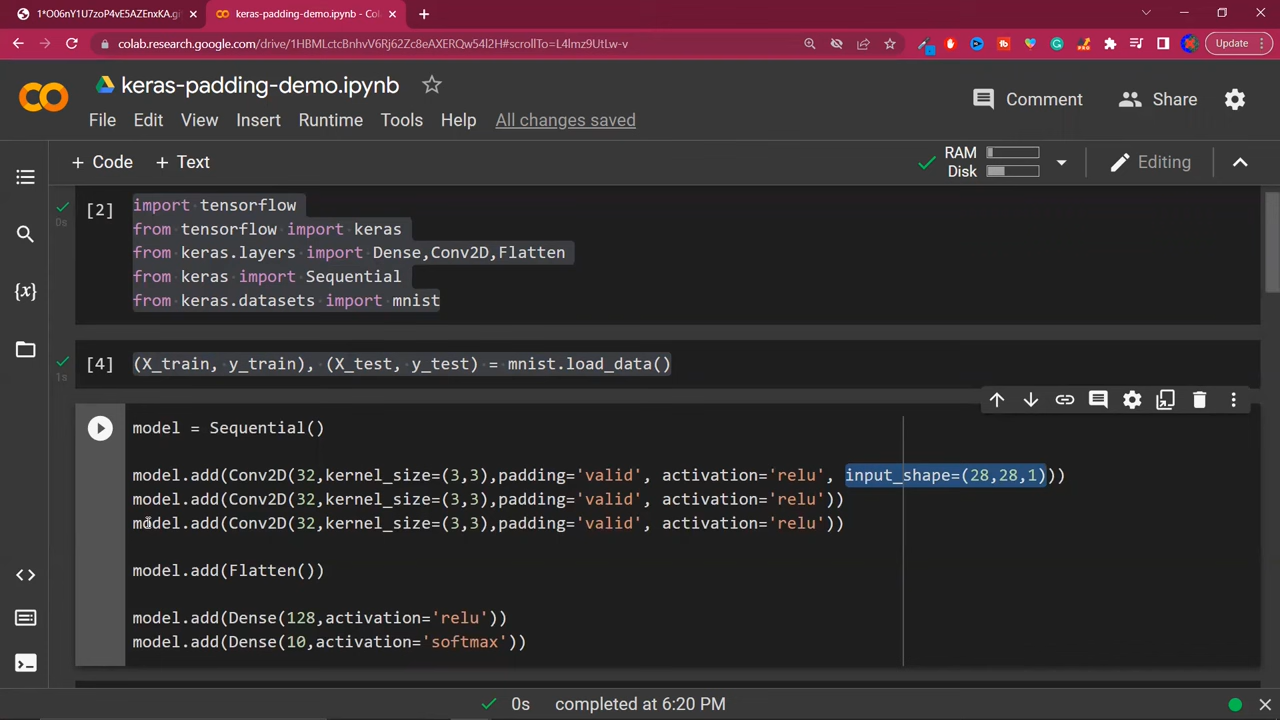 1*O06nY1U7zoP4vE5AZEnxKA.gi
keras-padding-demo.ipynb - Col
colab.research.google.com/drive/1HBMLctcBnhvV6Rj62Zc8eAXERQw54l2H#scrollTo=L4lmz9UtLw-v
Update
keras-padding-demo.ipynb
Comment
Share
File Edit View Insert Runtime Tools Help All changes saved
+ Code + Text
RAM
Disk
Editing
[2]
import tensorflow
from tensorflow import keras
from keras.layers import Dense,Conv2D,Flatten
from keras import Sequential
from keras.datasets import mnist
0s
[4] (X_train, y_train), (X_test, y_test) = mnist.load_data()
1s
model = Sequential()
model.add(Conv2D(32,kernel_size=(3,3),padding='valid', activation='relu', input_shape=(28,28,1)))
model.add(Conv2D(32,kernel_size=(3,3),padding='valid', activation='relu'))
model.add(Conv2D(32,kernel_size=(3,3),padding='valid', activation='relu'))
model.add(Flatten())
model.add(Dense(128,activation='relu'))
model.add(Dense(10,activation='softmax'))
0s completed at 6:20 PM